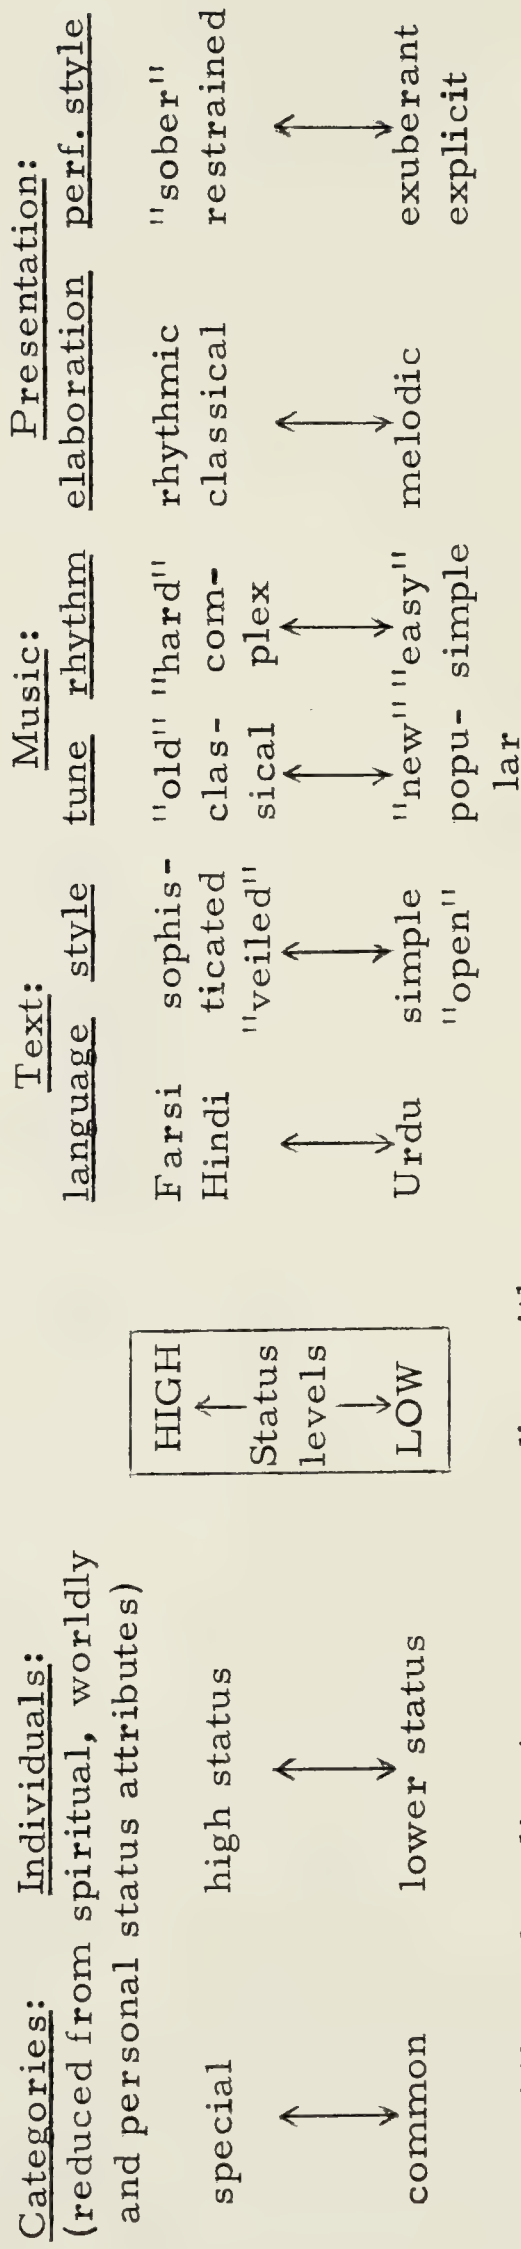 Categories: Individuals: Text: Music: Presentation:
(reduced from spiritual, worldly language style tune rhythm elaboration perf. style
and personal status attributes)
HIGH Farsi sophis- "old" "hard" rhythmic "sober"
special high status Hindi ticated clas- com- classical restrained
Status "veiled" sical plex
levels
common lower status LOW Urdu simple "new" "easy" melodic exuberant
"open" popu- simple explicit
lar